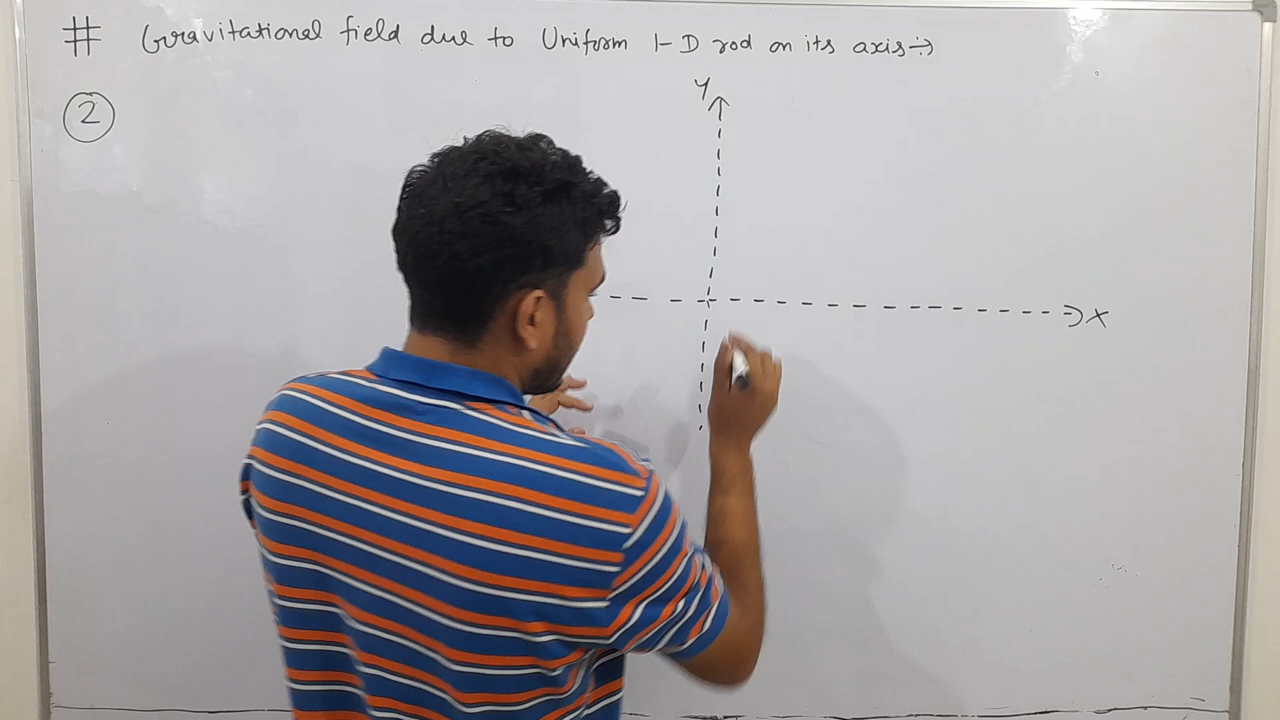 # Gravitational field due to Uniform 1-D rod on its axis:→
2
Y
X